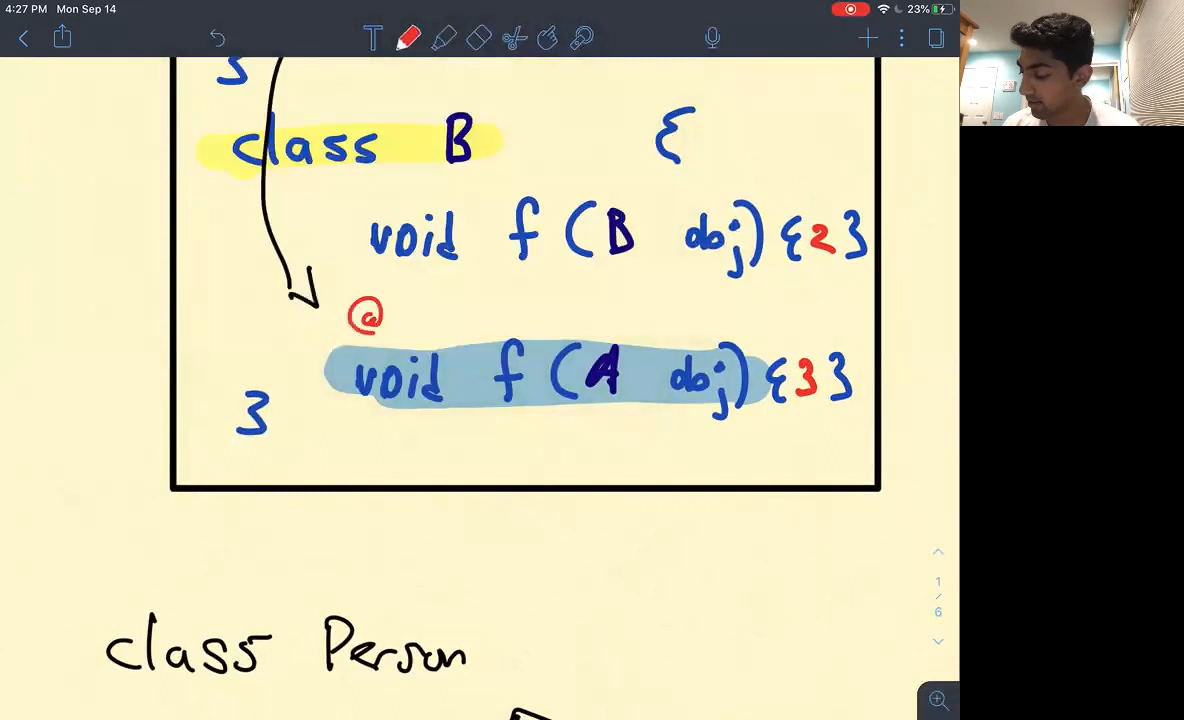 4:27 PM Mon Sep 14
23%
T
}
class B {
void f (B obj) {2}
@
void f (A obj) {3}
}
1
/
6
class Person